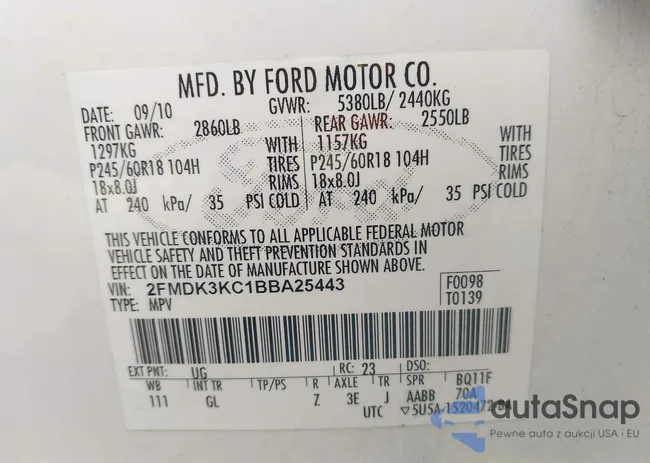 MFD. BY FORD MOTOR CO.
DATE: 09/10 GVWR: 5380LB/ 2440KG
FRONT GAWR: 2860LB REAR GAWR: 2550LB
1297KG WITH 1157KG WITH
P245/60R18 104H TIRES P245/60R18 104H TIRES
18x8.0J RIMS 18x8.0J RIMS
AT 240 kPa/ 35 PSI COLD AT 240 kPa/ 35 PSI COLD
THIS VEHICLE CONFORMS TO ALL APPLICABLE FEDERAL MOTOR
VEHICLE SAFETY AND THEFT PREVENTION STANDARDS IN
EFFECT ON THE DATE OF MANUFACTURE SHOWN ABOVE.
VIN: 2FMDK3KC1BBA25443 F0098
TYPE: MPV T0139
EXT PNT: UG RC: 23 DSO:
WB INT TR TP/PS R AXLE TR SPR BQ11F
111 GL Z 3E J AABB 70A
UTC ▽5U5A-1520472-BA
autaSnap
Pewne auta z aukcji USA i EU